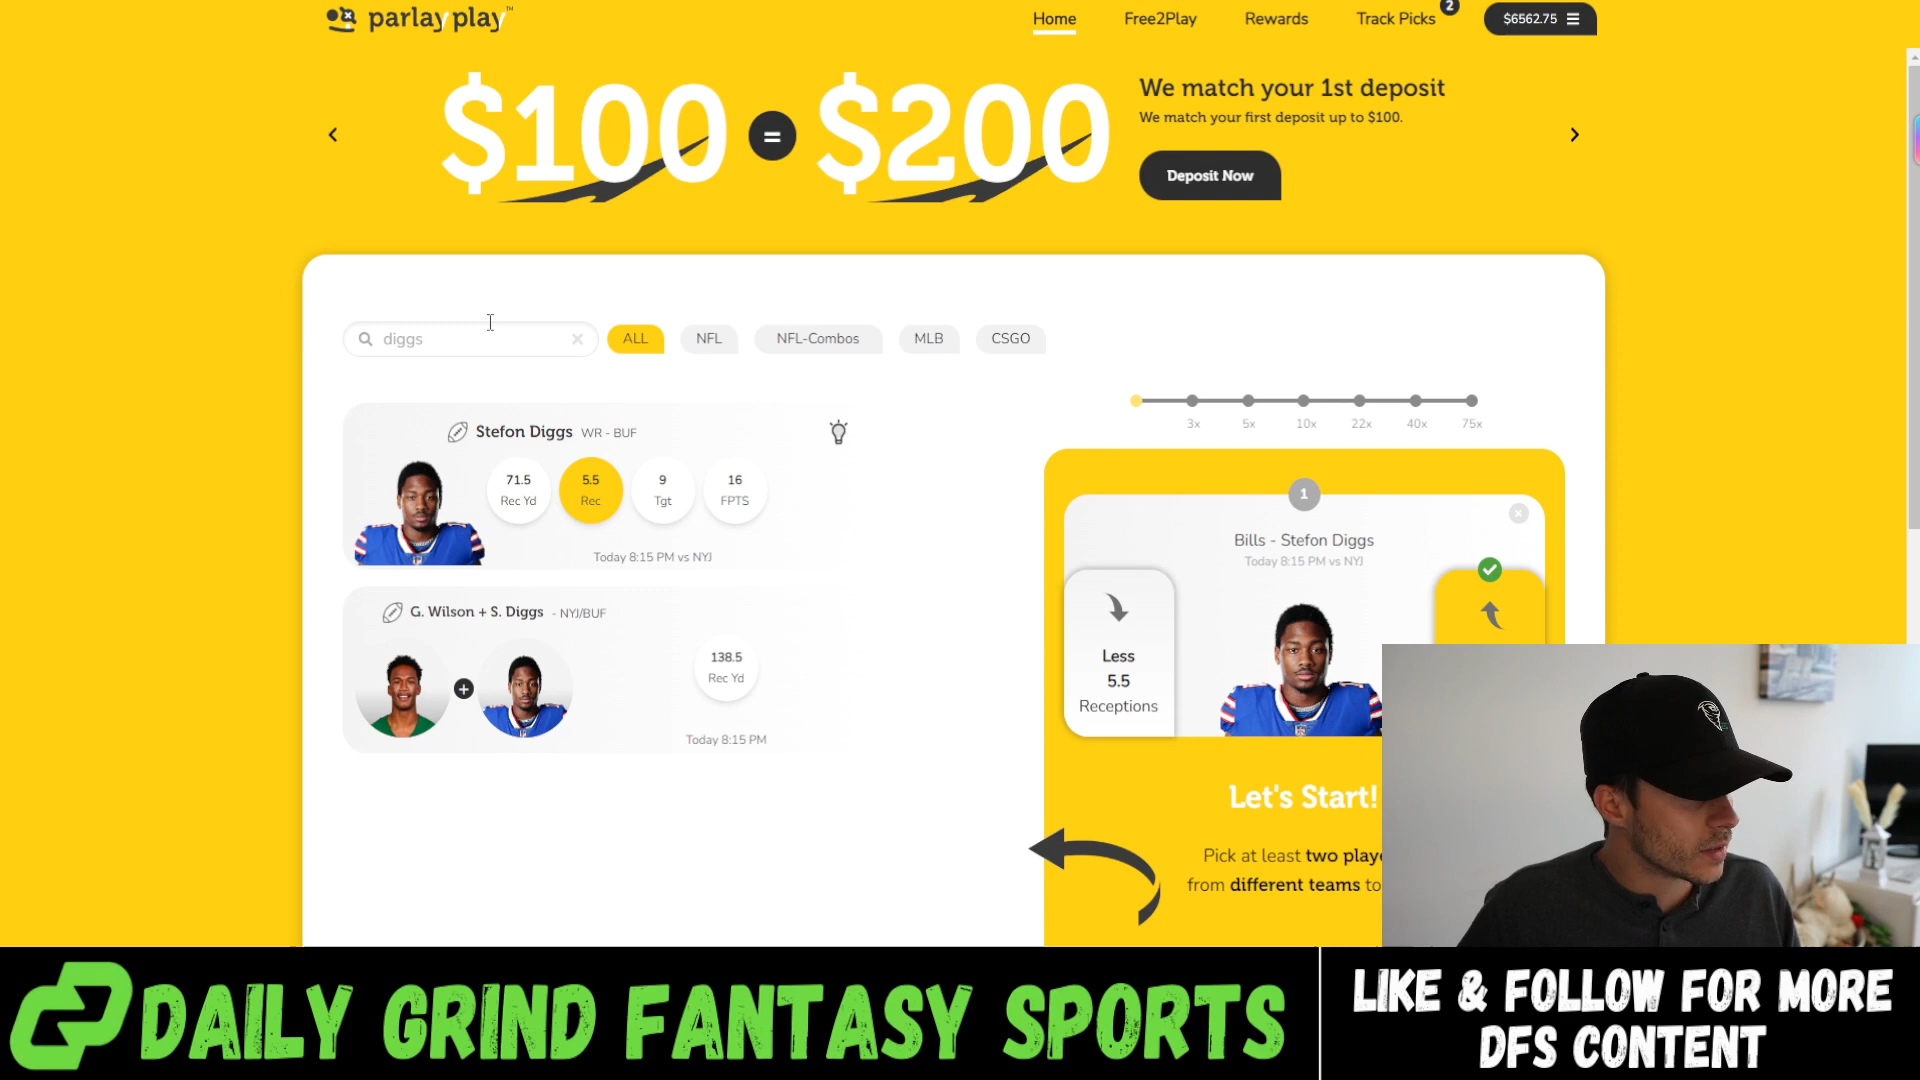 parlayplay™
Home
Free2Play
Rewards
Track Picks
2
$6562.75
$100 = $200
We match your 1st deposit
We match your first deposit up to $100.
Deposit Now
diggs
ALL
NFL
NFL-Combos
MLB
CSGO
Stefon Diggs WR - BUF
71.5
Rec Yd
5.5
Rec
9
Tgt
16
FPTS
Today 8:15 PM vs NYJ
G. Wilson + S. Diggs - NYJ/BUF
138.5
Rec Yd
Today 8:15 PM
3x
5x
10x
22x
40x
75x
1
Bills - Stefon Diggs
Today 8:15 PM vs NYJ
Less
5.5
Receptions
Let's Start!
Pick at least two playe
from different teams to
DAILY GRIND FANTASY SPORTS
LIKE & FOLLOW FOR MORE
DFS CONTENT